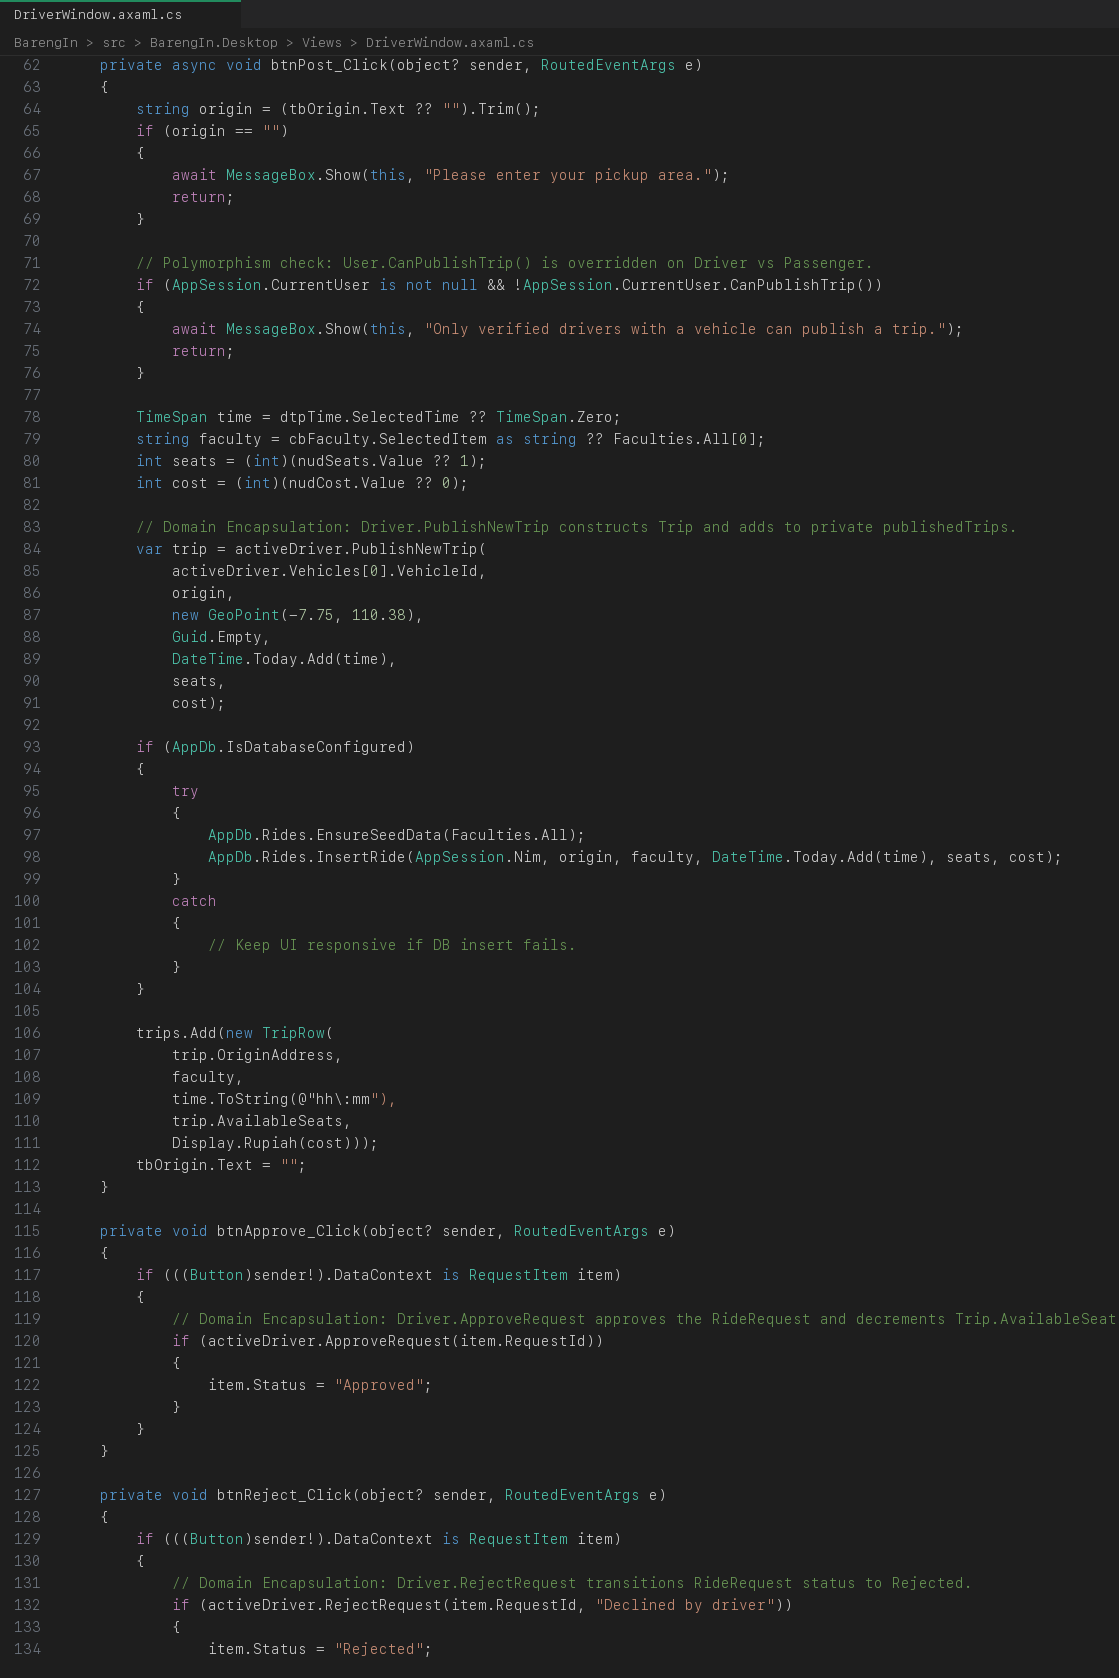 DriverWindow.axaml.cs
BarengIn > src > BarengIn.Desktop > Views > DriverWindow.axaml.cs
62 private async void btnPost_Click(object? sender, RoutedEventArgs e)
63 {
64 string origin = (tbOrigin.Text ?? "").Trim();
65 if (origin == "")
66 {
67 await MessageBox.Show(this, "Please enter your pickup area.");
68 return;
69 }
70
71 // Polymorphism check: User.CanPublishTrip() is overridden on Driver vs Passenger.
72 if (AppSession.CurrentUser is not null && !AppSession.CurrentUser.CanPublishTrip())
73 {
74 await MessageBox.Show(this, "Only verified drivers with a vehicle can publish a trip.");
75 return;
76 }
77
78 TimeSpan time = dtpTime.SelectedTime ?? TimeSpan.Zero;
79 string faculty = cbFaculty.SelectedItem as string ?? Faculties.All[0];
80 int seats = (int)(nudSeats.Value ?? 1);
81 int cost = (int)(nudCost.Value ?? 0);
82
83 // Domain Encapsulation: Driver.PublishNewTrip constructs Trip and adds to private publishedTrips.
84 var trip = activeDriver.PublishNewTrip(
85 activeDriver.Vehicles[0].VehicleId,
86 origin,
87 new GeoPoint(-7.75, 110.38),
88 Guid.Empty,
89 DateTime.Today.Add(time),
90 seats,
91 cost);
92
93 if (AppDb.IsDatabaseConfigured)
94 {
95 try
96 {
97 AppDb.Rides.EnsureSeedData(Faculties.All);
98 AppDb.Rides.InsertRide(AppSession.Nim, origin, faculty, DateTime.Today.Add(time), seats, cost);
99 }
100 catch
101 {
102 // Keep UI responsive if DB insert fails.
103 }
104 }
105
106 trips.Add(new TripRow(
107 trip.OriginAddress,
108 faculty,
109 time.ToString(@"hh\:mm"),
110 trip.AvailableSeats,
111 Display.Rupiah(cost)));
112 tbOrigin.Text = "";
113 }
114
115 private void btnApprove_Click(object? sender, RoutedEventArgs e)
116 {
117 if (((Button)sender!).DataContext is RequestItem item)
118 {
119 // Domain Encapsulation: Driver.ApproveRequest approves the RideRequest and decrements Trip.AvailableSeat
120 if (activeDriver.ApproveRequest(item.RequestId))
121 {
122 item.Status = "Approved";
123 }
124 }
125 }
126
127 private void btnReject_Click(object? sender, RoutedEventArgs e)
128 {
129 if (((Button)sender!).DataContext is RequestItem item)
130 {
131 // Domain Encapsulation: Driver.RejectRequest transitions RideRequest status to Rejected.
132 if (activeDriver.RejectRequest(item.RequestId, "Declined by driver"))
133 {
134 item.Status = "Rejected";